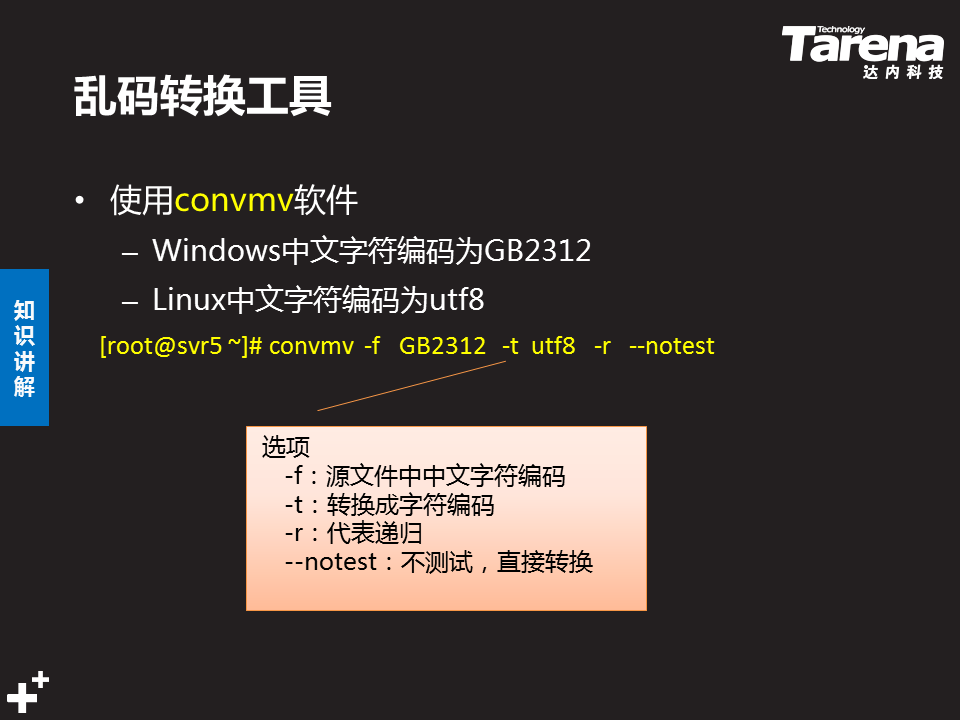 Technology
Tarena
达内科技
乱码转换工具
• 使用convmv软件
– Windows中文字符编码为GB2312
– Linux中文字符编码为utf8
[root@svr5 ~]# convmv -f GB2312 -t utf8 -r --notest
知识讲解
选项
-f：源文件中中文字符编码
-t：转换成字符编码
-r：代表递归
--notest：不测试，直接转换